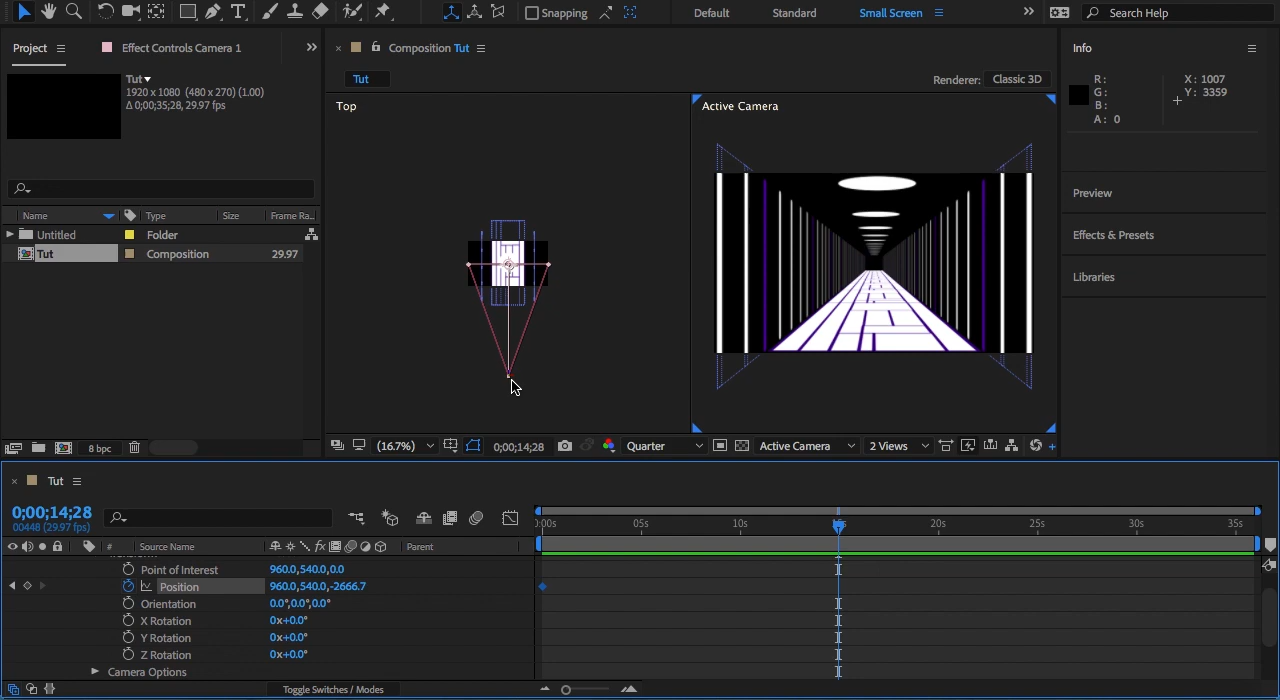 Snapping
Default
Standard
Small Screen
Search Help
Project
Effect Controls Camera 1
Composition Tut
Info
Tut
1920 x 1080 (480 x 270) (1.00)
Δ 0;00;35;28, 29.97 fps
Tut
Renderer:
Classic 3D
R:
G:
B:
A: 0
X: 1007
Y: 3359
Top
Active Camera
Name
Type
Size
Frame Ra...
Untitled
Folder
Tut
Composition
29.97
Preview
Effects & Presets
Libraries
8 bpc
(16.7%)
0;00;14;28
Quarter
Active Camera
2 Views
Tut
0;00;14;28
00448 (29.97 fps)
0:00s
05s
10s
20s
25s
30s
35s
#
Source Name
fx
Parent
Point of Interest
960.0,540.0,0.0
Position
960.0,540.0,-2666.7
Orientation
0.0°,0.0°,0.0°
X Rotation
0x+0.0°
Y Rotation
0x+0.0°
Z Rotation
0x+0.0°
Camera Options
Toggle Switches / Modes